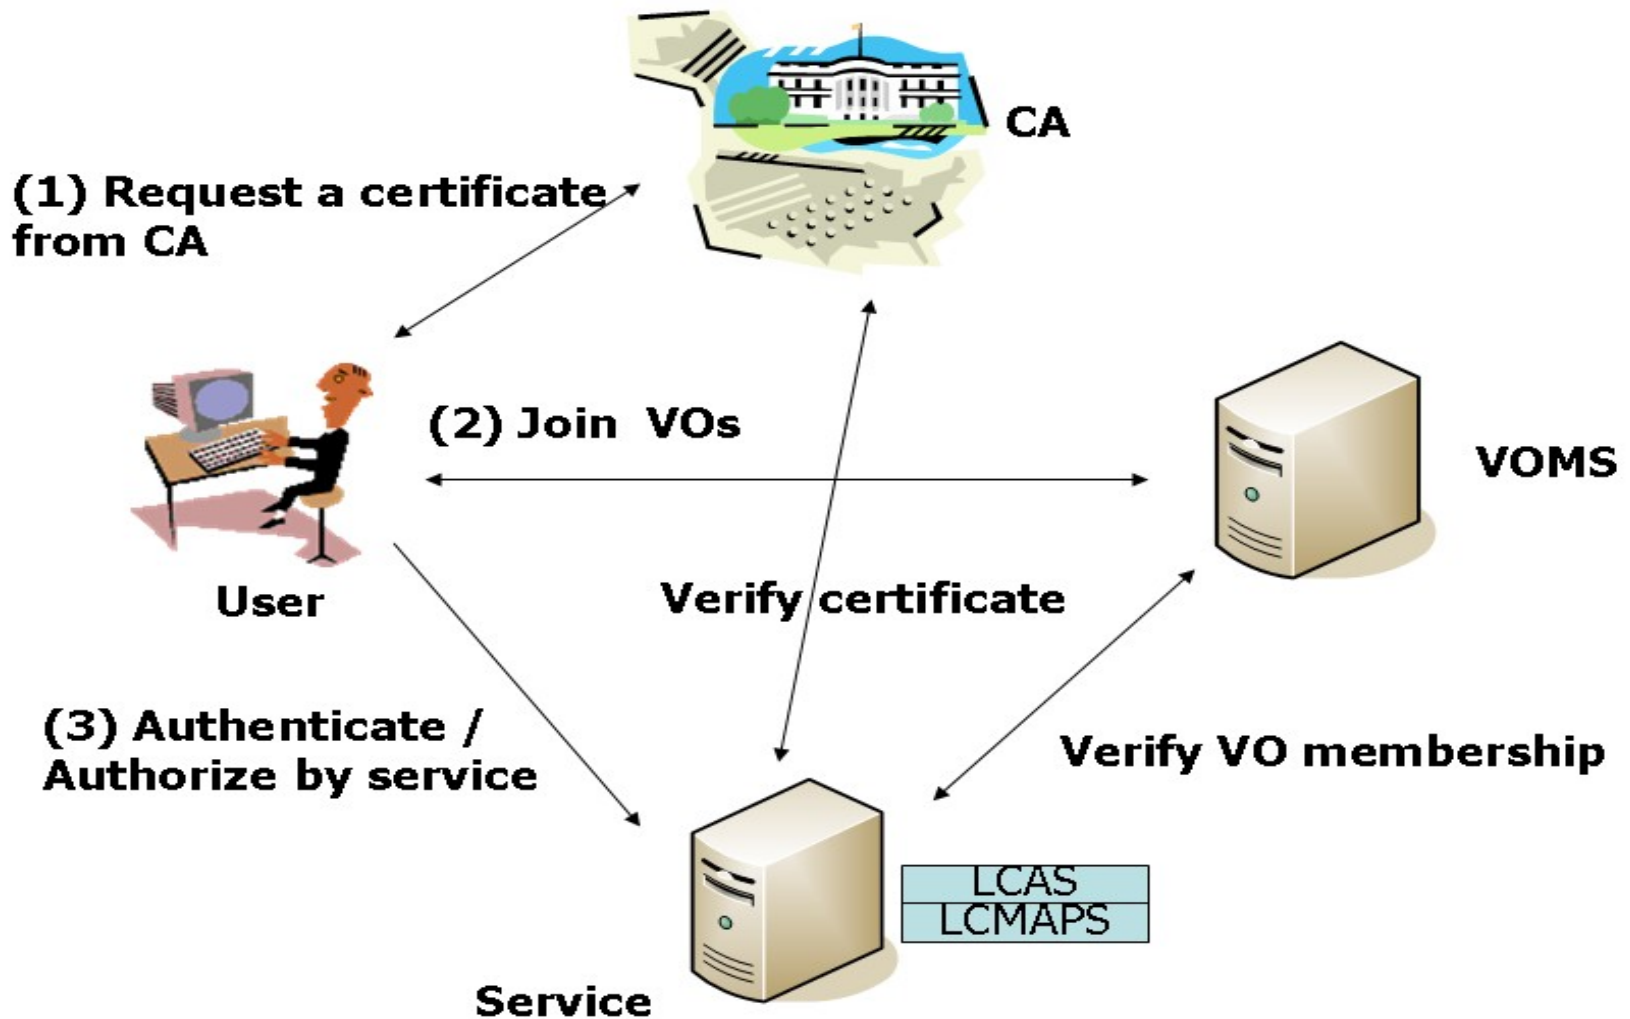 CA
(1) Request a certificate
from CA
(2) Join VOs
VOMS
User
Verify certificate
(3) Authenticate /
Authorize by service
Verify VO membership
LCAS
LCMAPS
Service